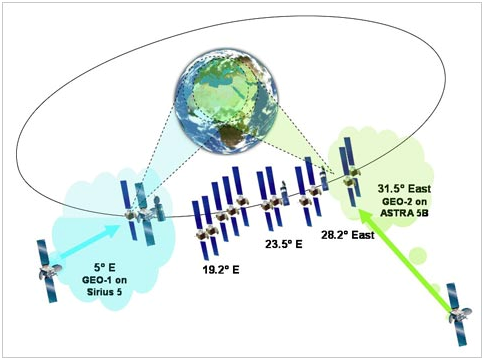 31.5° East
GEO-2 on
ASTRA 5B
28.2° East
23.5° E
19.2° E
5° E
GEO-1 on
Sirius 5